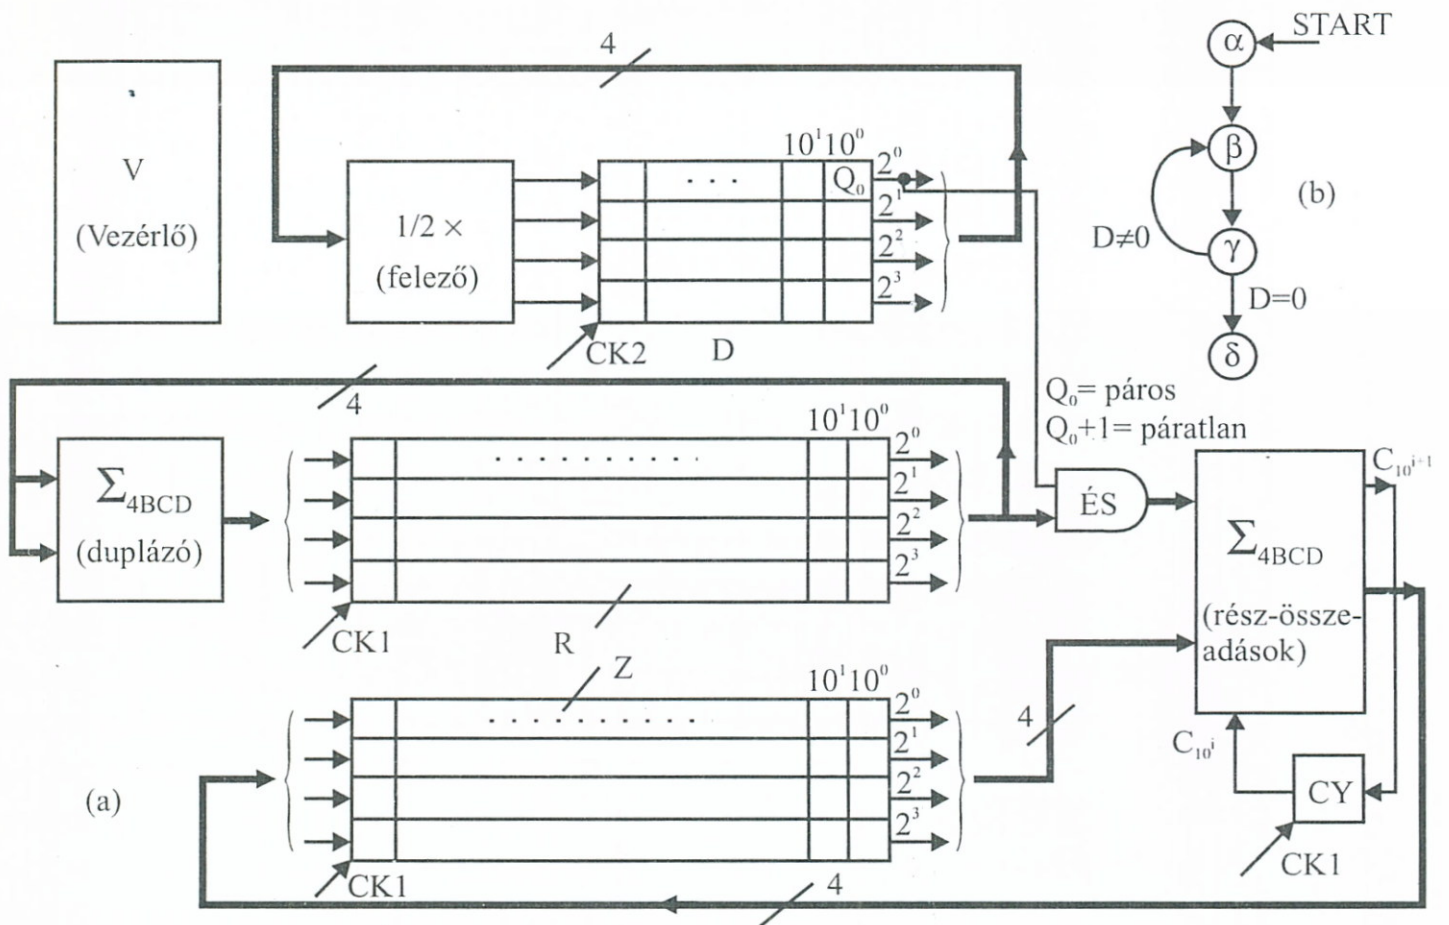 V
(Vezérlő)
4
1/2 ×
(felező)
10¹10⁰
. . .
Q₀
2⁰
2¹
2²
2³
CK2
D
START
α
β
γ
δ
D≠0
D=0
(b)
4
Σ4BCD
(duplázó)
10¹10⁰
2⁰
2¹
2²
2³
CK1
R
Q₀= páros
Q₀+1= páratlan
ÉS
Σ4BCD
(rész-össze-
adások)
C₁₀ⁱ⁺¹
C₁₀ⁱ
CY
CK1
Z
10¹10⁰
2⁰
2¹
2²
2³
4
CK1
4
(a)